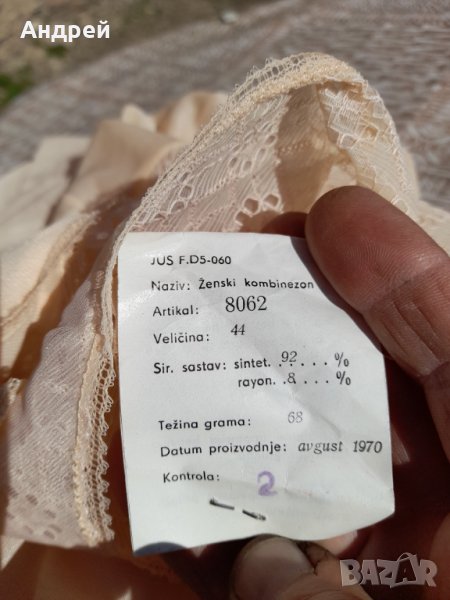 Андрей
JUS F.D5-060
Naziv: Ženski kombinezon
Artikal: 8062
Veličina: 44
Sir. sastav: sintet. 92. . . . %
rayon. .8. . . . %
Težina grama: 68
Datum proizvodnje: avgust 1970
Kontrola: 2
BAZAR